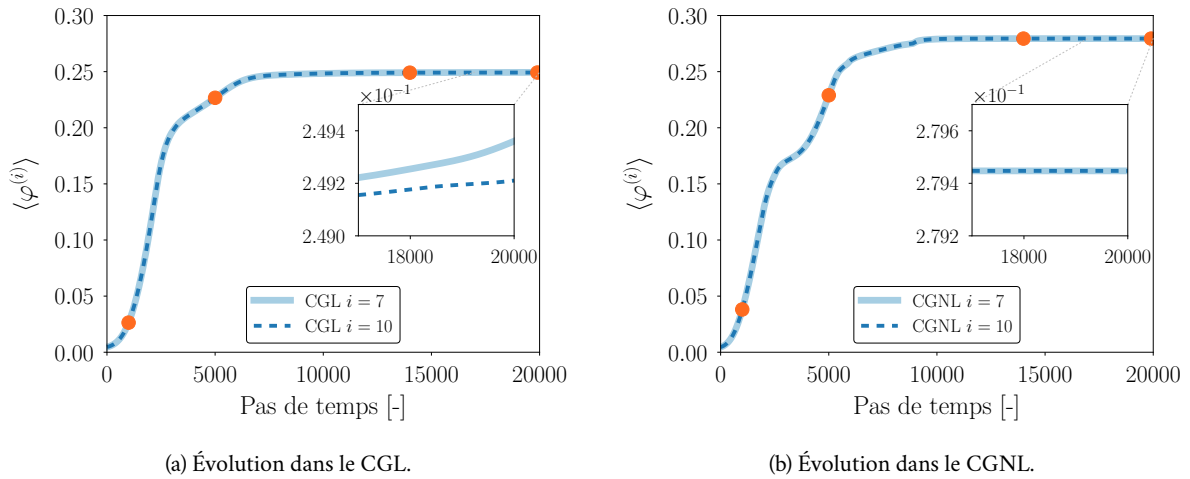 0.30
0.25
0.20
0.15
0.10
0.05
0.00
⟨φ⁽ⁱ⁾⟩
×10⁻¹
2.494
2.492
2.490
18000 20000
CGL i = 7
CGL i = 10
0 5000 10000 15000 20000
Pas de temps [-]
(a) Évolution dans le CGL.
0.30
0.25
0.20
0.15
0.10
0.05
0.00
⟨φ⁽ⁱ⁾⟩
×10⁻¹
2.796
2.794
2.792
18000 20000
CGNL i = 7
CGNL i = 10
0 5000 10000 15000 20000
Pas de temps [-]
(b) Évolution dans le CGNL.